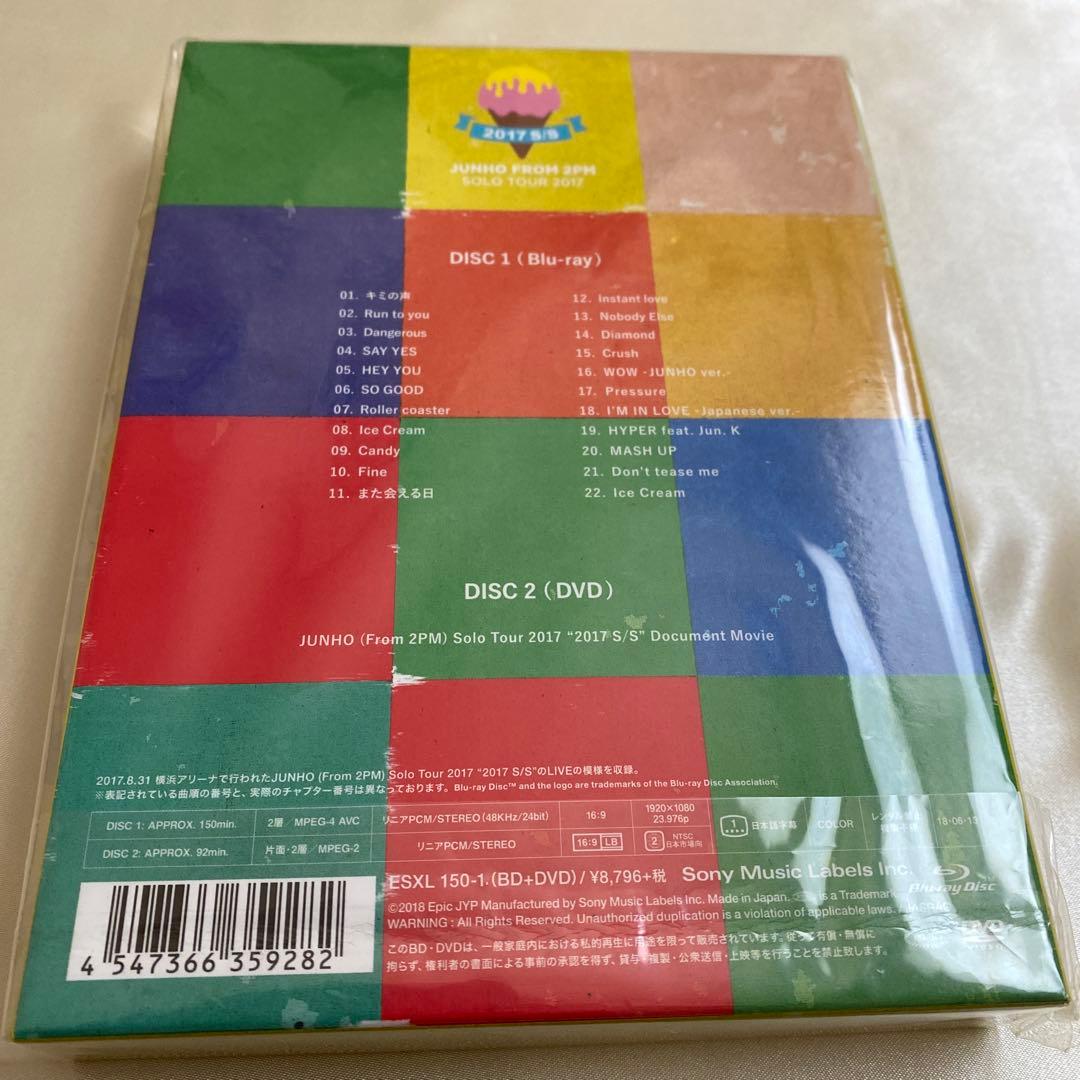 2017 S/S
JUNHO FROM 2PM
SOLO TOUR 2017
DISC 1 (Blu-ray)
01. キミの声
02. Run to you
03. Dangerous
04. SAY YES
05. HEY YOU
06. SO GOOD
07. Roller coaster
08. Ice Cream
09. Candy
10. Fine
11. また会える日
12. Instant love
13. Nobody Else
14. Diamond
15. Crush
16. WOW -JUNHO ver.-
17. Pressure
18. I'M IN LOVE -Japanese ver.-
19. HYPER feat. Jun. K
20. MASH UP
21. Don't tease me
22. Ice Cream
DISC 2 (DVD)
JUNHO (From 2PM) Solo Tour 2017 “2017 S/S” Document Movie
2017.8.31 横浜アリーナで行われたJUNHO (From 2PM) Solo Tour 2017 “2017 S/S”のLIVEの模様を収録。
※表記されている曲順の番号と、実際のチャプター番号は異なっております。Blu-ray Disc™ and the logo are trademarks of the Blu-ray Disc Association.
DISC 1: APPROX. 150min. 2層/MPEG-4 AVC リニアPCM/STEREO(48KHz/24bit) 16:9 1920×1080 23.976p 1 日本語字幕 COLOR 18·06·13
DISC 2: APPROX. 92min. 片面・2層/MPEG-2 リニアPCM/STEREO 16:9 LB 2 NTSC 日本市場向
ESXL 150-1 (BD+DVD) / ¥8,796+税 Sony Music Labels Inc. Blu-ray Disc
©2018 Epic JYP Manufactured by Sony Music Labels Inc. Made in Japan. is a Trademark
WARNING : All Rights Reserved. Unauthorized duplication is a violation of applicable laws. JASRAC
このBD・DVDは、一般家庭内における私的再生に用途を限って販売されています。従って有償・無償に
拘らず、権利者の書面による事前の承認を得ず、貸与・複製・公衆送信・上映等を行うことを禁止致します。
DVD VIDEO
4 547366 359282